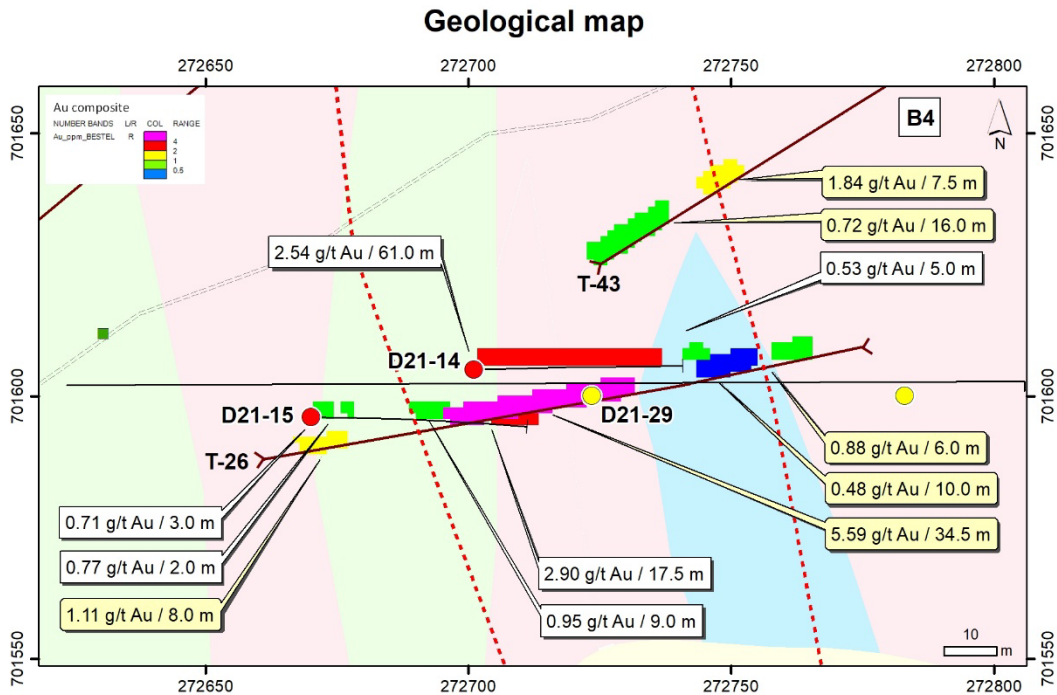 Geological map
272650
272700
272750
272800
701650
701650
Au composite
NUMBER BANDS L/R COL RANGE
Au_ppm_BESTEL R
4
2
1
0.5
B4
N
1.84 g/t Au / 7.5 m
0.72 g/t Au / 16.0 m
2.54 g/t Au / 61.0 m
0.53 g/t Au / 5.0 m
T-43
D21-14
701600
701600
D21-15
D21-29
T-26
0.88 g/t Au / 6.0 m
0.48 g/t Au / 10.0 m
0.71 g/t Au / 3.0 m
5.59 g/t Au / 34.5 m
0.77 g/t Au / 2.0 m
2.90 g/t Au / 17.5 m
1.11 g/t Au / 8.0 m
0.95 g/t Au / 9.0 m
10
m
701550
701550
272650
272700
272750
272800